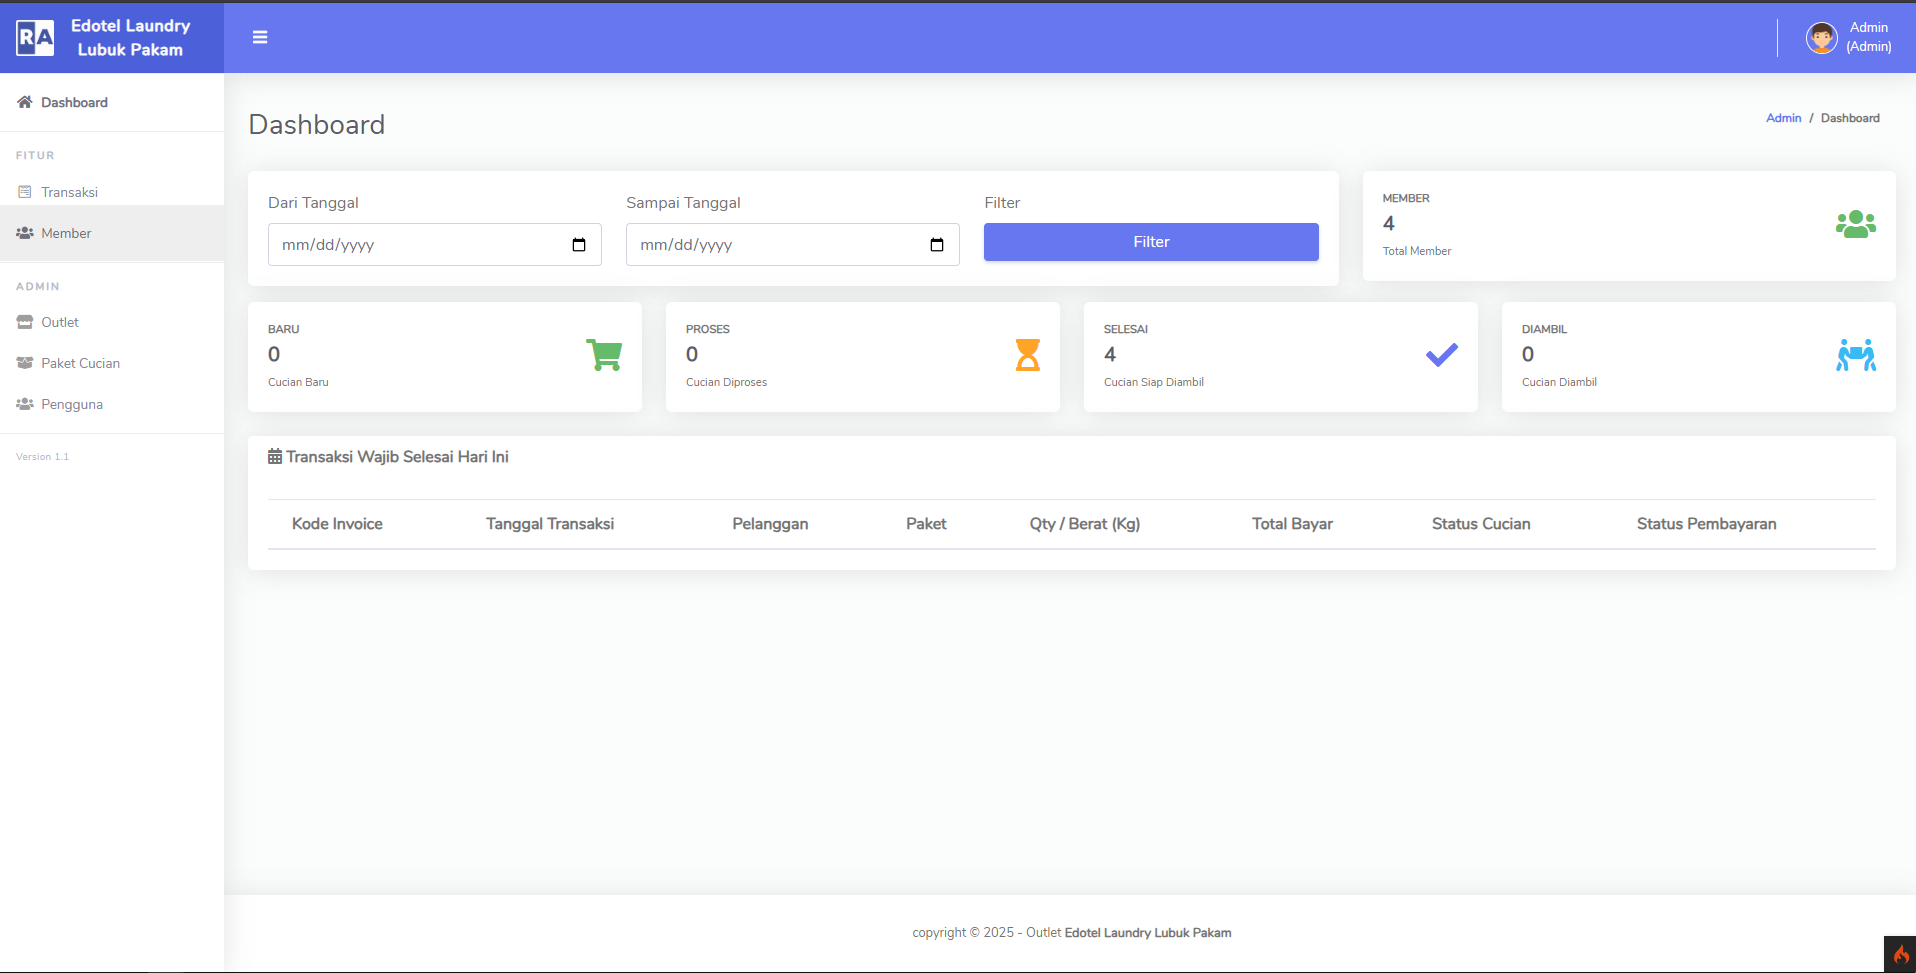 RA
Edotel Laundry
Lubuk Pakam
Admin
(Admin)
Dashboard
FITUR
Transaksi
Member
ADMIN
Outlet
Paket Cucian
Pengguna
Version 1.1
Dashboard
Admin / Dashboard
Dari Tanggal
mm/dd/yyyy
Sampai Tanggal
mm/dd/yyyy
Filter
Filter
MEMBER
4
Total Member
BARU
0
Cucian Baru
PROSES
0
Cucian Diproses
SELESAI
4
Cucian Siap Diambil
DIAMBIL
0
Cucian Diambil
Transaksi Wajib Selesai Hari Ini
Kode Invoice Tanggal Transaksi Pelanggan Paket Qty / Berat (Kg) Total Bayar Status Cucian Status Pembayaran
copyright © 2025 - Outlet Edotel Laundry Lubuk Pakam